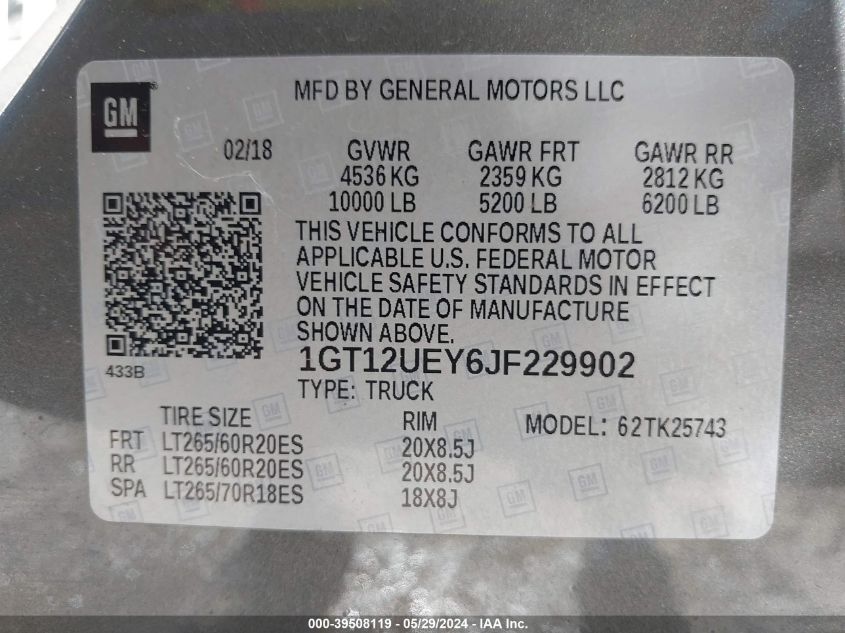 GM
MFD BY GENERAL MOTORS LLC
02/18 GVWR GAWR FRT GAWR RR
4536 KG 2359 KG 2812 KG
10000 LB 5200 LB 6200 LB
THIS VEHICLE CONFORMS TO ALL
APPLICABLE U.S. FEDERAL MOTOR
VEHICLE SAFETY STANDARDS IN EFFECT
ON THE DATE OF MANUFACTURE
SHOWN ABOVE.
433B
1GT12UEY6JF229902
TYPE: TRUCK
TIRE SIZE RIM MODEL: 62TK25743
FRT LT265/60R20ES 20X8.5J
RR LT265/60R20ES 20X8.5J
SPA LT265/70R18ES 18X8J
000-39508119 - 05/29/2024 - IAA Inc.